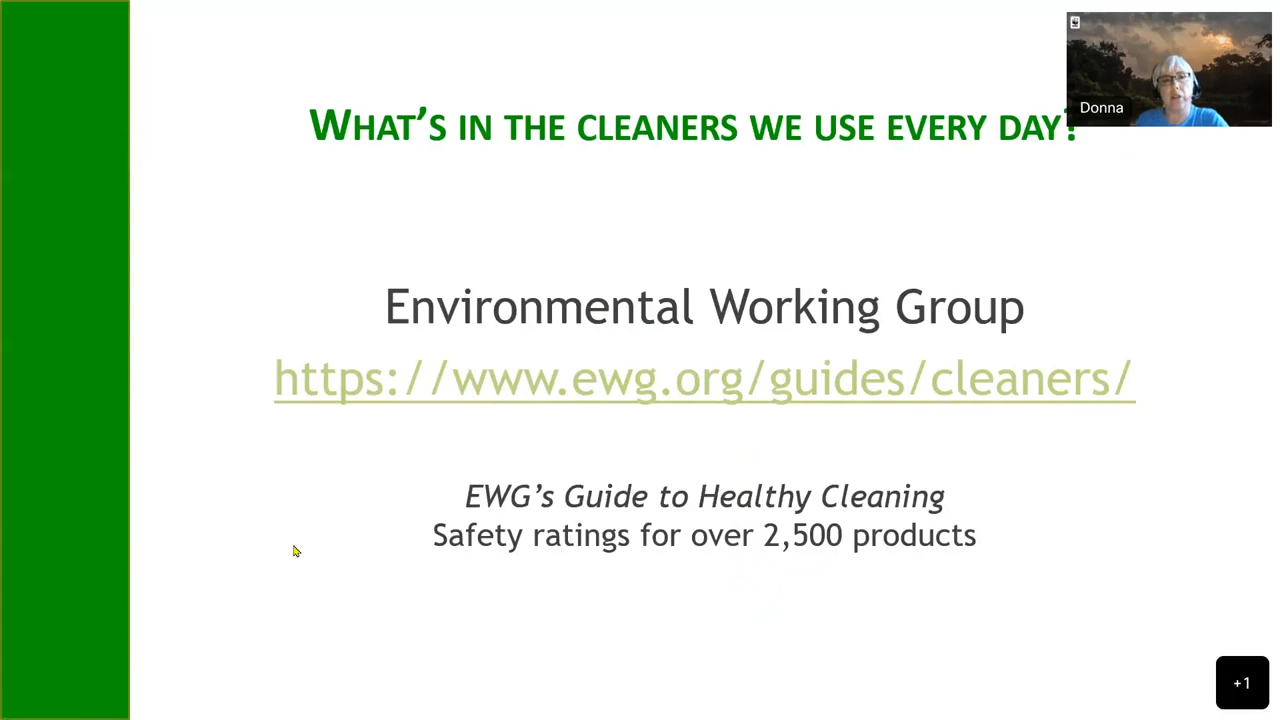 Donna
WHAT'S IN THE CLEANERS WE USE EVERY DAY?
Environmental Working Group
https://www.ewg.org/guides/cleaners/
EWG's Guide to Healthy Cleaning
Safety ratings for over 2,500 products
+1